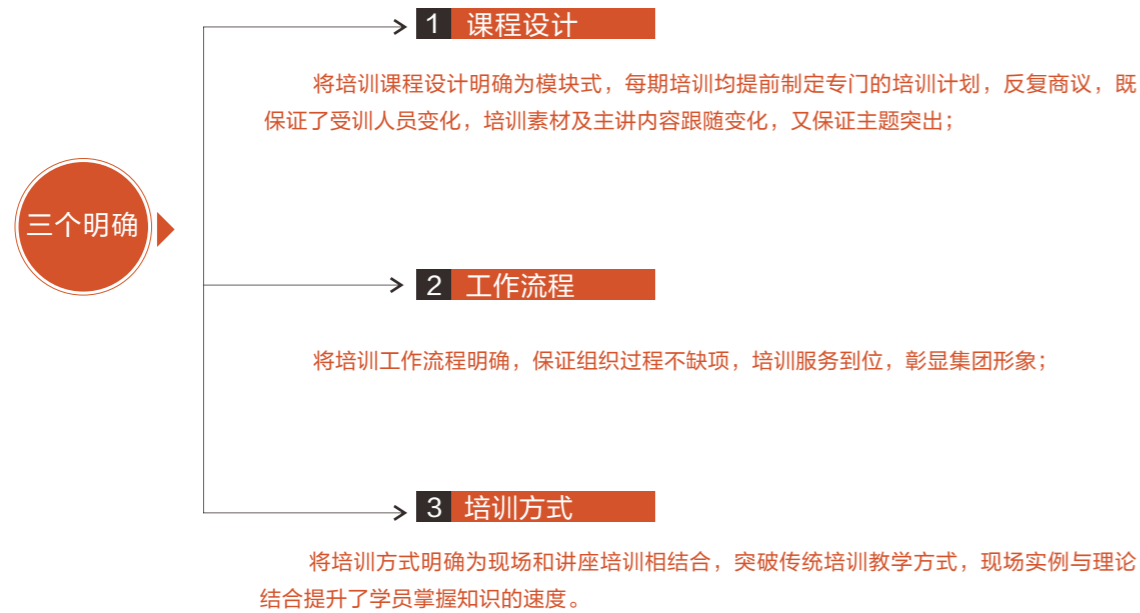 三个明确
1 课程设计
将培训课程设计明确为模块式，每期培训均提前制定专门的培训计划，反复商议，既
保证了受训人员变化，培训素材及主讲内容跟随变化，又保证主题突出；
2 工作流程
将培训工作流程明确，保证组织过程不缺项，培训服务到位，彰显集团形象；
3 培训方式
将培训方式明确为现场和讲座培训相结合，突破传统培训教学方式，现场实例与理论
结合提升了学员掌握知识的速度。